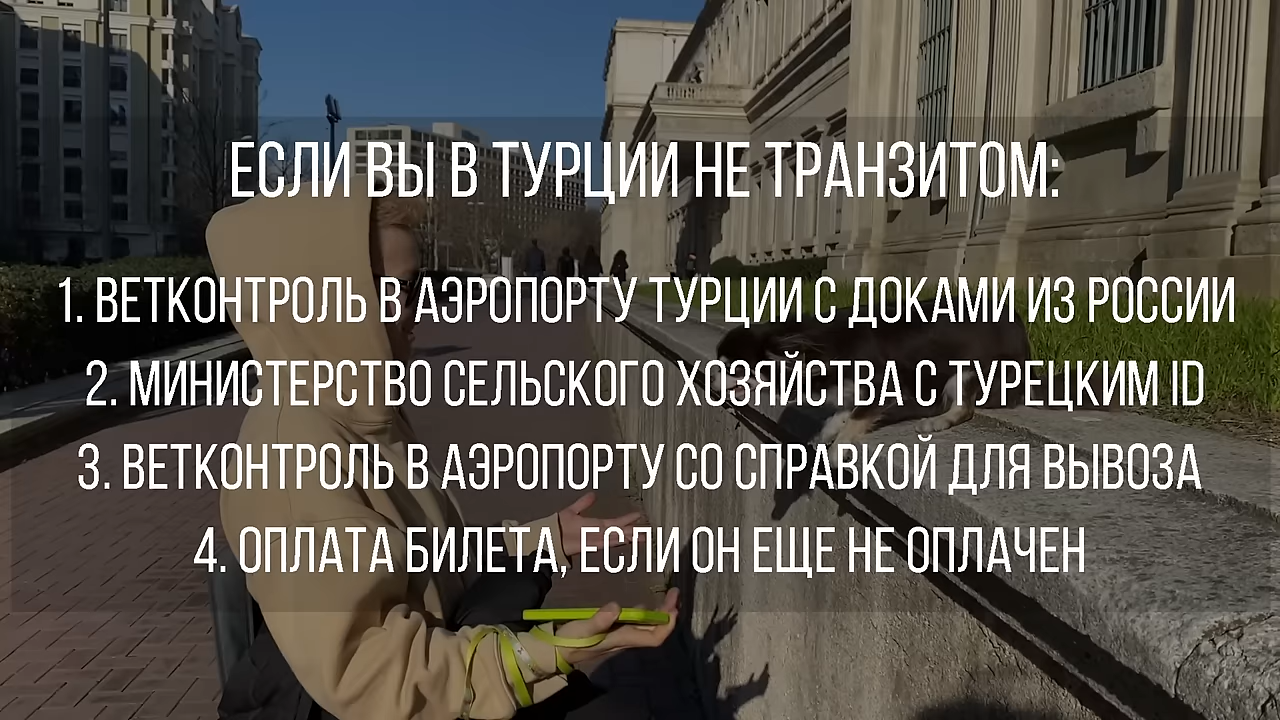 ЕСЛИ ВЫ В ТУРЦИИ НЕ ТРАНЗИТОМ:
1. ВЕТКОНТРОЛЬ В АЭРОПОРТУ ТУРЦИИ С ДОКАМИ ИЗ РОССИИ
2. МИНИСТЕРСТВО СЕЛЬСКОГО ХОЗЯЙСТВА С ТУРЕЦКИМ ID
3. ВЕТКОНТРОЛЬ В АЭРОПОРТУ СО СПРАВКОЙ ДЛЯ ВЫВОЗА
4. ОПЛАТА БИЛЕТА, ЕСЛИ ОН ЕЩЕ НЕ ОПЛАЧЕН